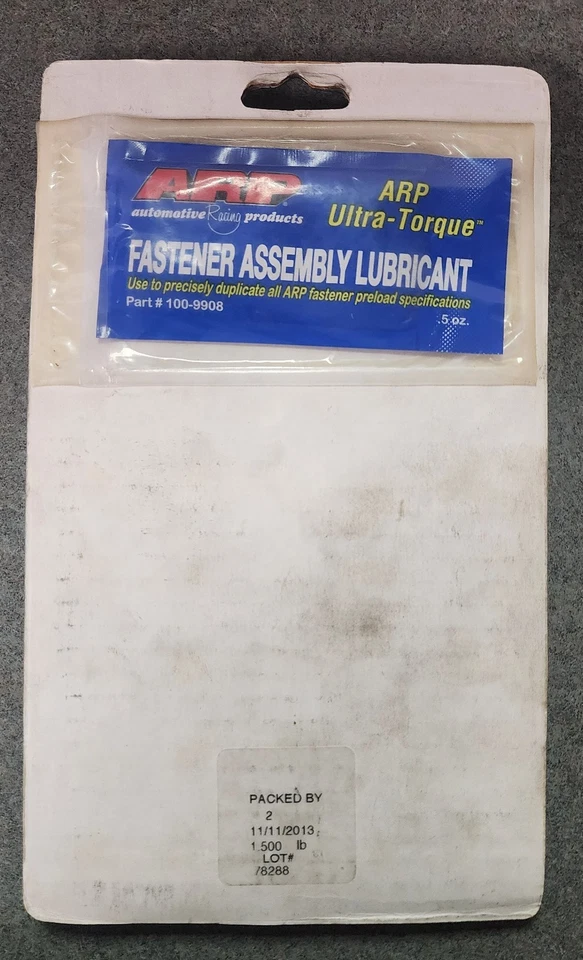 ARP
automotive Racing products
ARP
Ultra-Torque™
FASTENER ASSEMBLY LUBRICANT
Use to precisely duplicate all ARP fastener preload specifications
Part # 100-9908
.5 oz.
PACKED BY
2
11/11/2013
1.500 lb
LOT#
78288